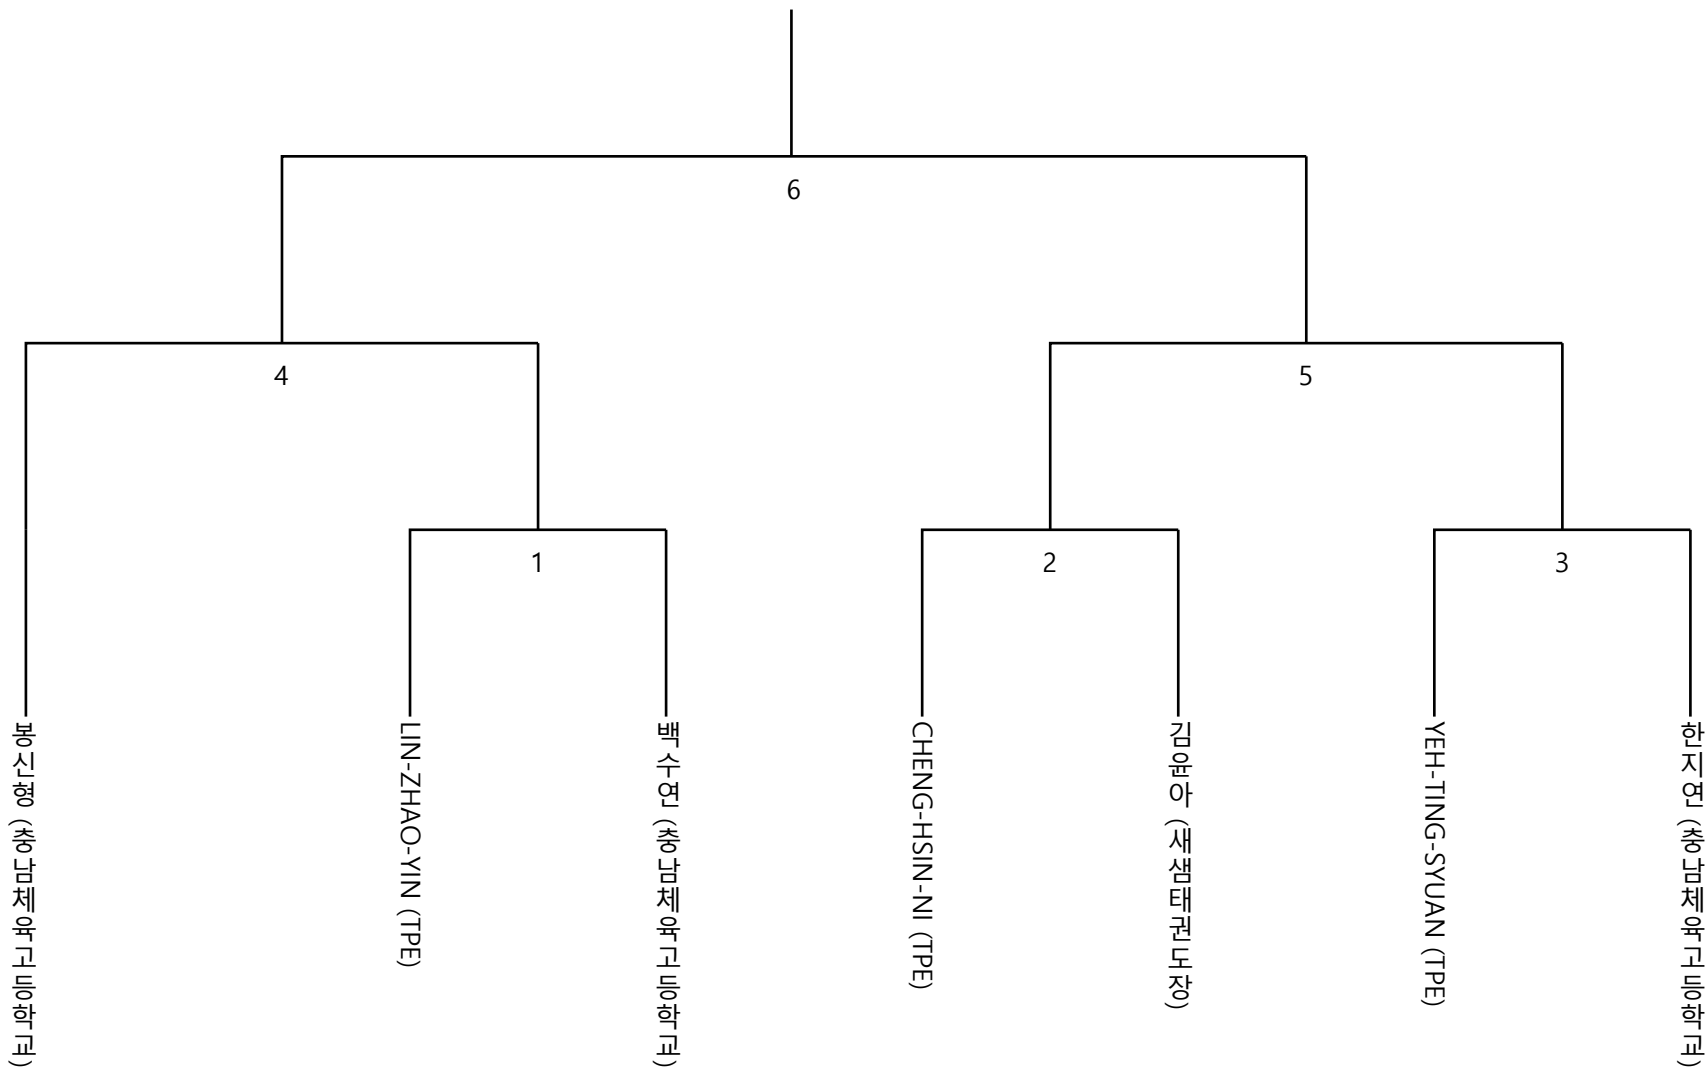 6
4
5
1
2
3
봉신형 (충남체육고등학교)
LIN-ZHAO-YIN (TPE)
백수연 (충남체육고등학교)
CHENG-HSIN-NI (TPE)
김윤아 (새샘태권도장)
YEH-TING-SYUAN (TPE)
한지연 (충남체육고등학교)